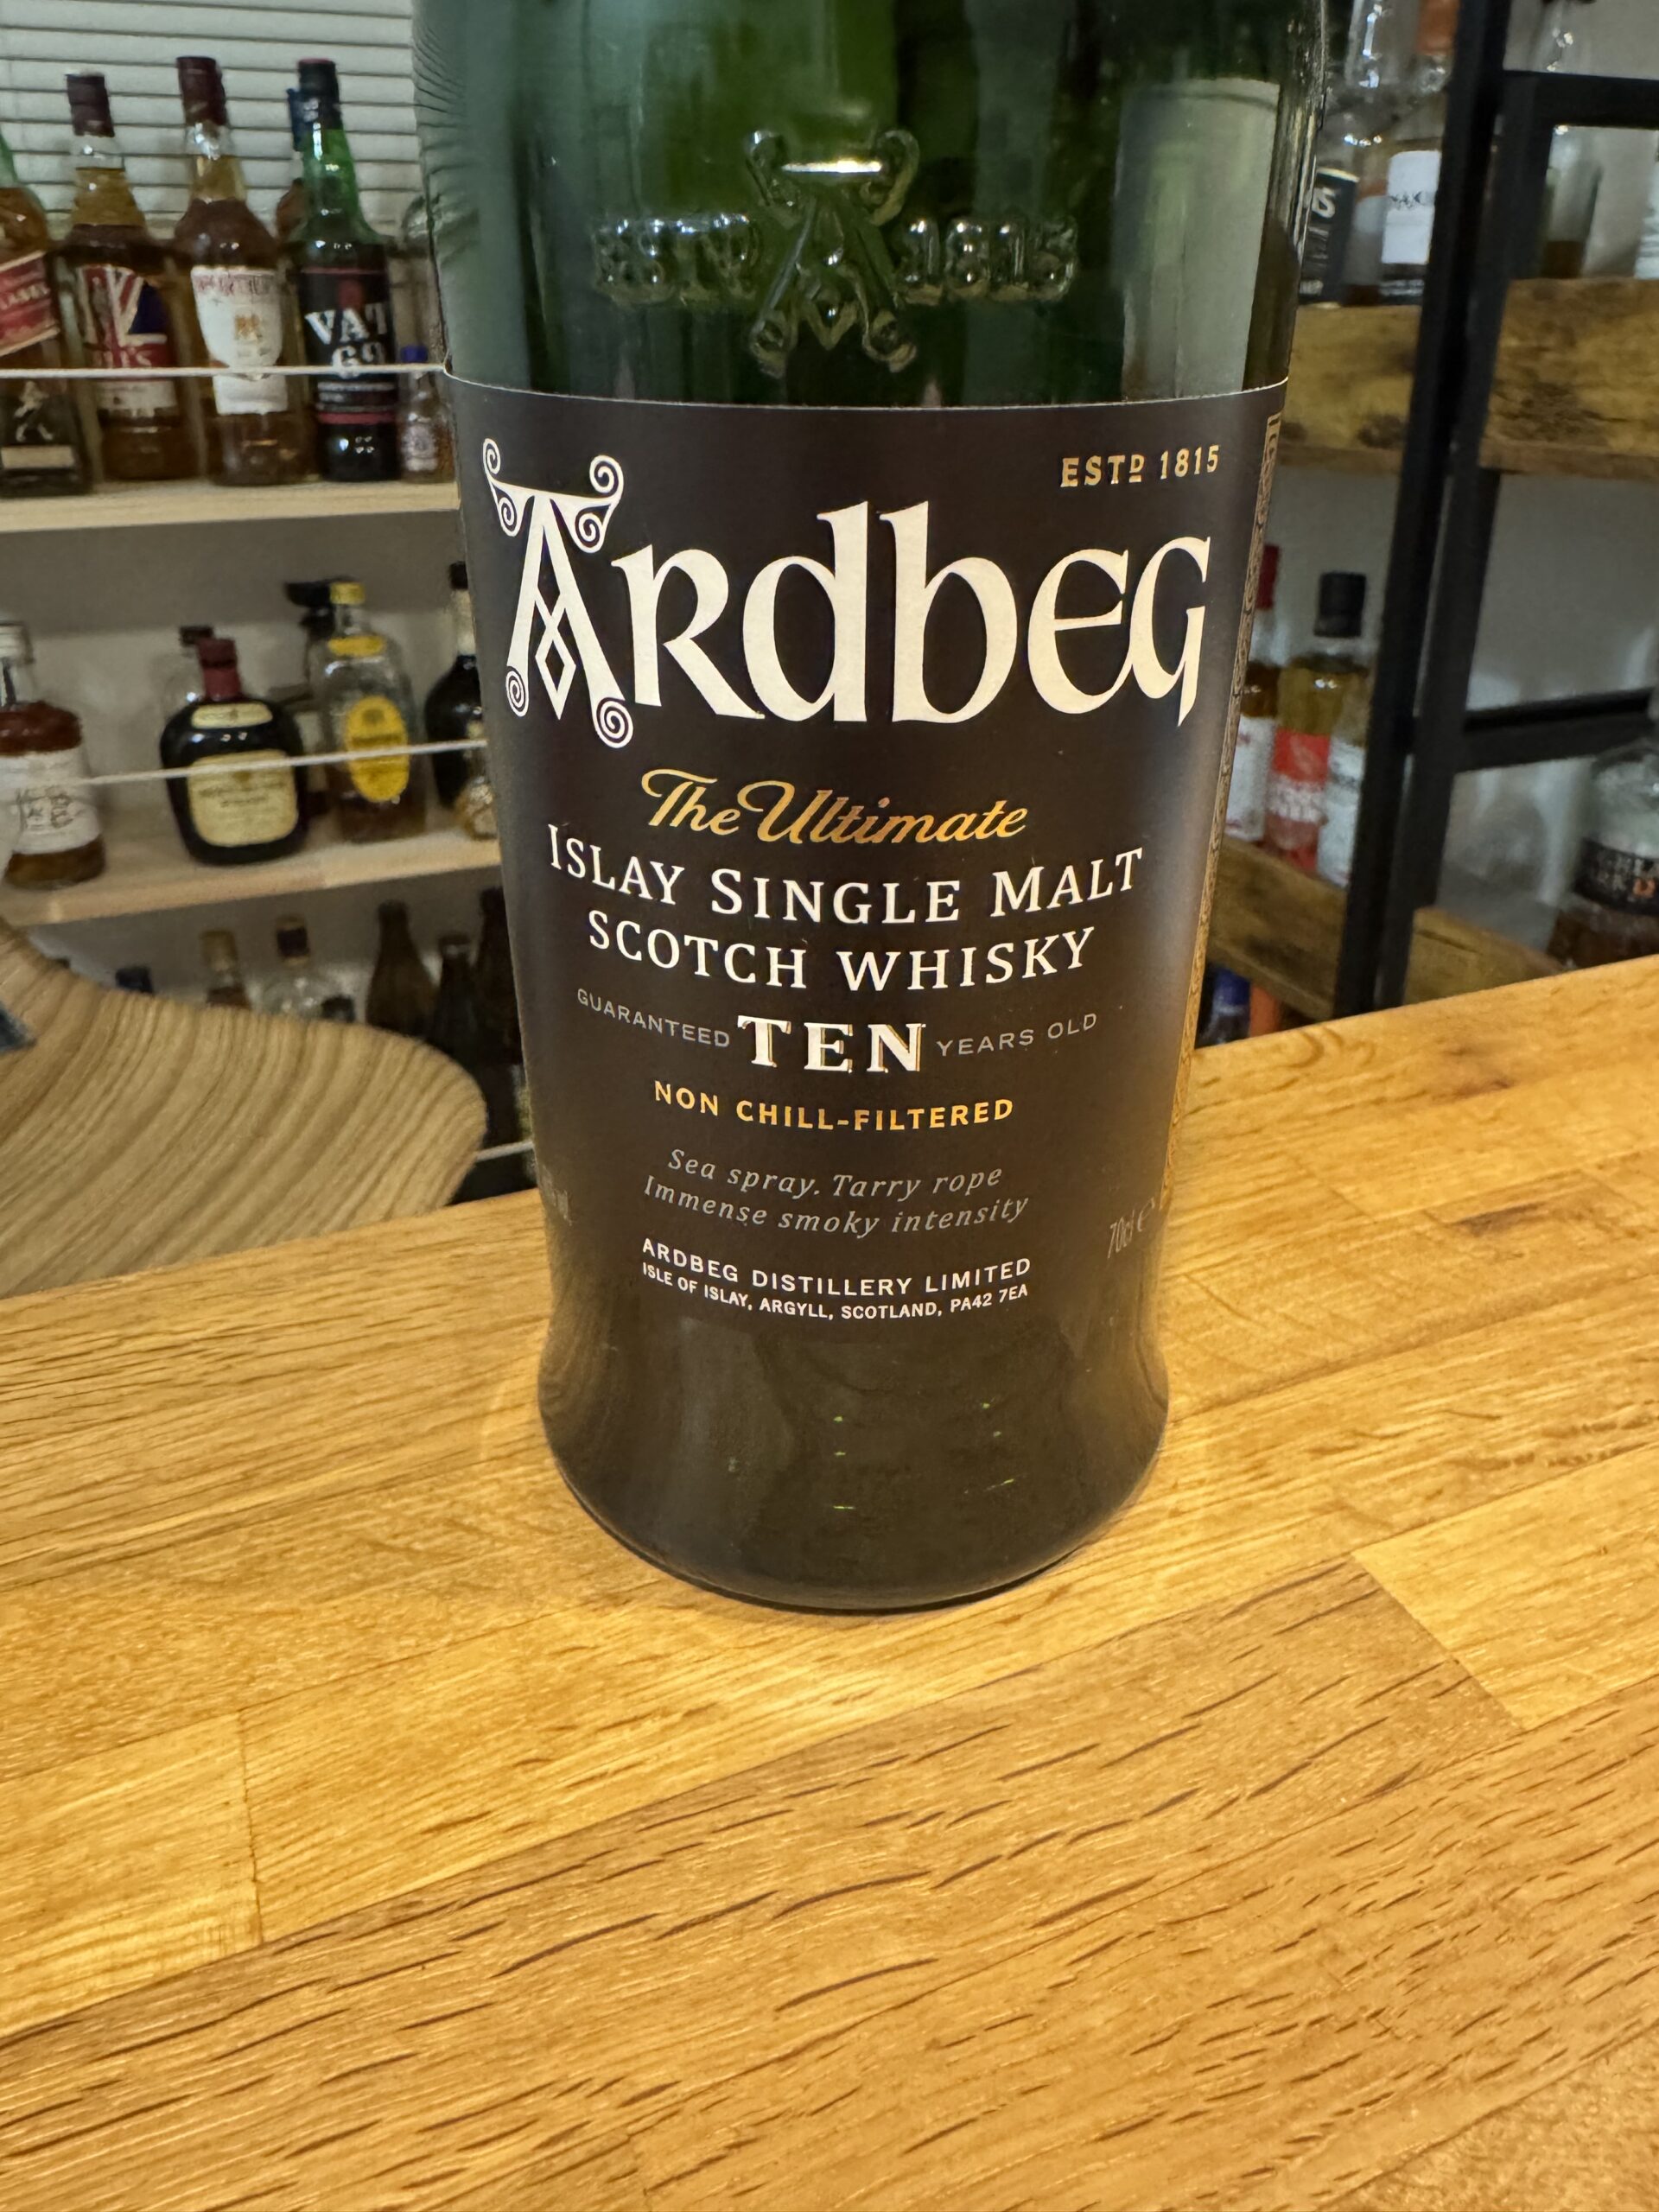 ESTD 1815
ESTD 1815
Ardbeg
The Ultimate
ISLAY SINGLE MALT
SCOTCH WHISKY
GUARANTEED TEN YEARS OLD
NON CHILL-FILTERED
Sea spray. Tarry rope
Immense smoky intensity
70cl e
ARDBEG DISTILLERY LIMITED
ISLE OF ISLAY, ARGYLL, SCOTLAND, PA42 7EA
VAT
69
LABEL